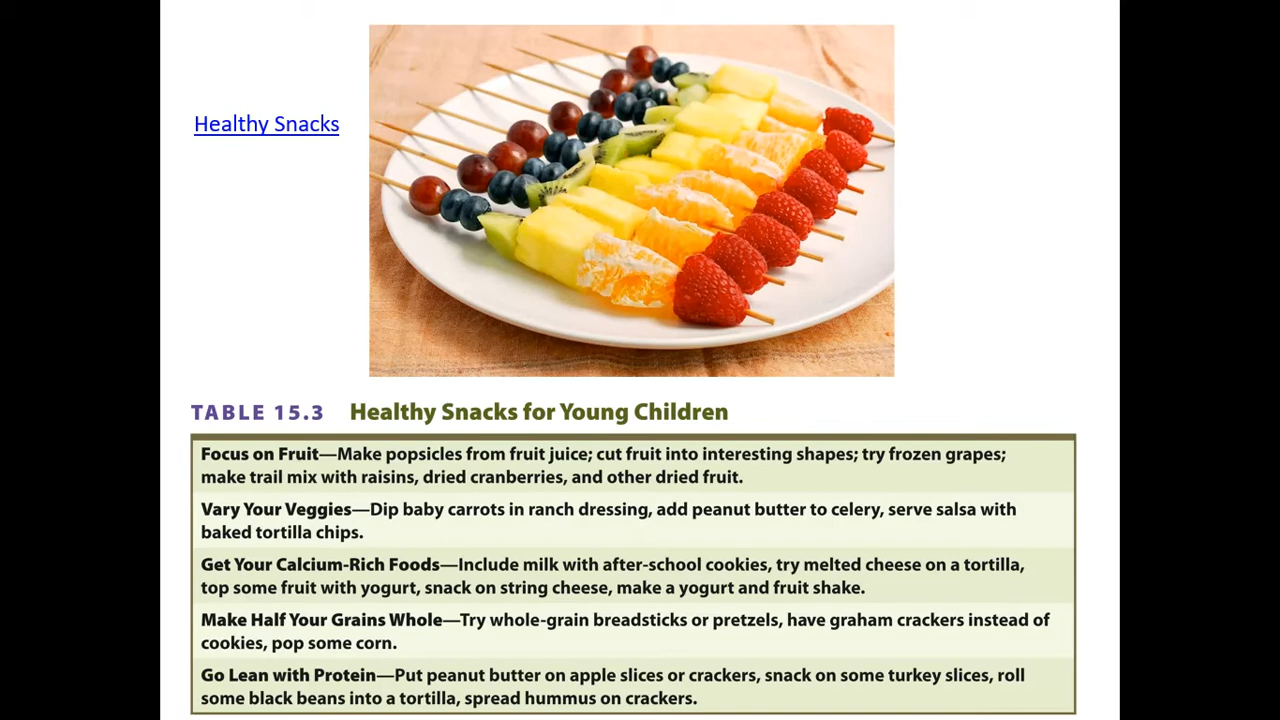 Healthy Snacks
TABLE 15.3 Healthy Snacks for Young Children
Focus on Fruit—Make popsicles from fruit juice; cut fruit into interesting shapes; try frozen grapes;
make trail mix with raisins, dried cranberries, and other dried fruit.
Vary Your Veggies—Dip baby carrots in ranch dressing, add peanut butter to celery, serve salsa with
baked tortilla chips.
Get Your Calcium-Rich Foods—Include milk with after-school cookies, try melted cheese on a tortilla,
top some fruit with yogurt, snack on string cheese, make a yogurt and fruit shake.
Make Half Your Grains Whole—Try whole-grain breadsticks or pretzels, have graham crackers instead of
cookies, pop some corn.
Go Lean with Protein—Put peanut butter on apple slices or crackers, snack on some turkey slices, roll
some black beans into a tortilla, spread hummus on crackers.